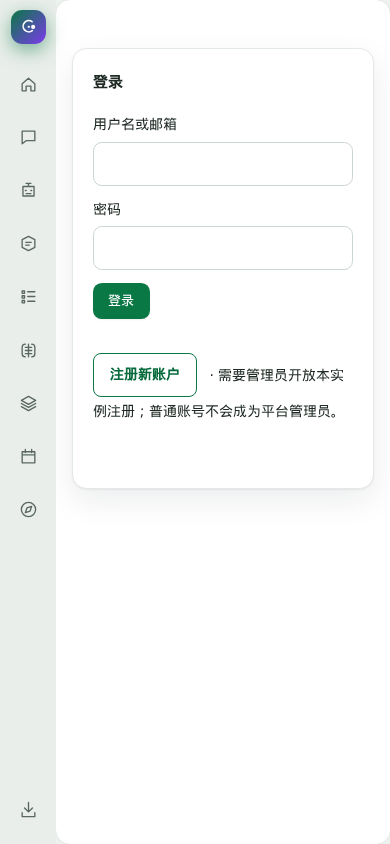 登录
用户名或邮箱
密码
登录
注册新账户 · 需要管理员开放本实
例注册；普通账号不会成为平台管理员。